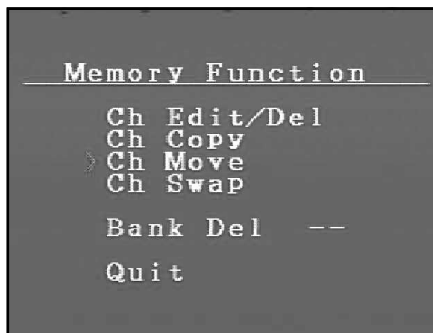 Memory Function
Ch Edit/Del
Ch Copy
Ch Move
Ch Swap
Bank Del --
Quit